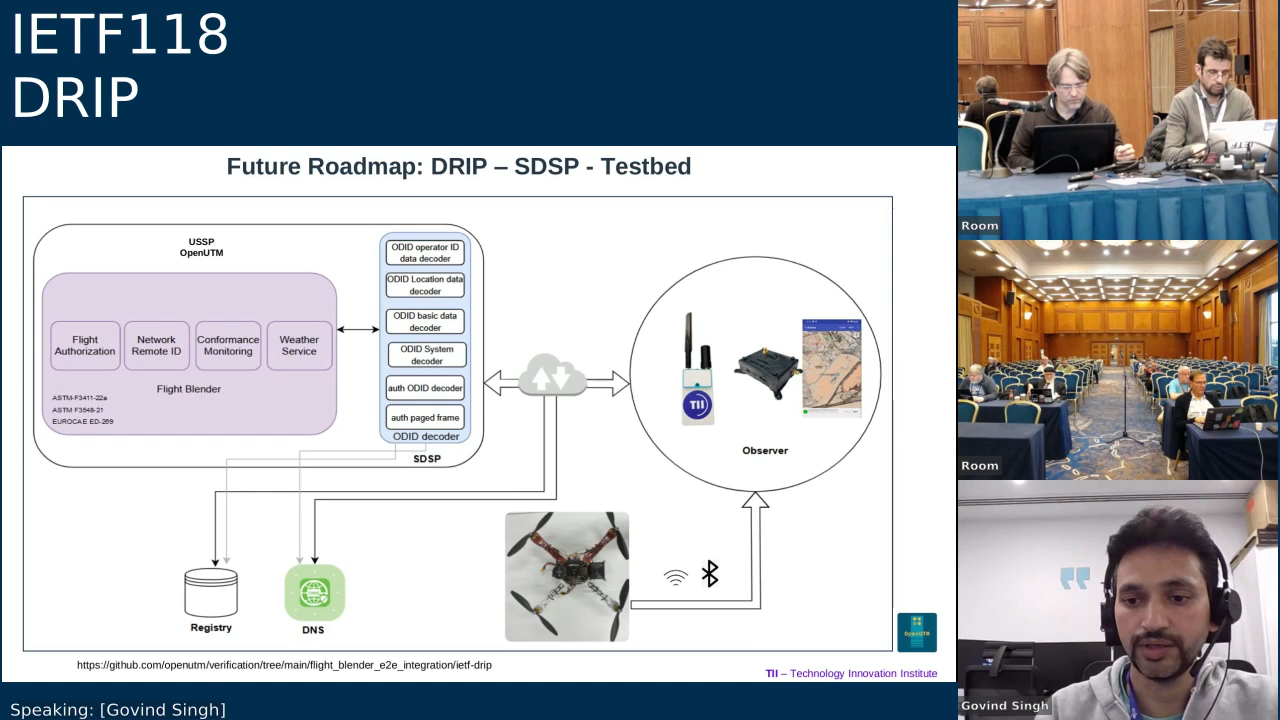 IETF118
DRIP
Future Roadmap: DRIP – SDSP - Testbed
USSP
OpenUTM
Flight
Authorization
Network
Remote ID
Conformance
Monitoring
Weather
Service
Flight Blender
ASTM-F3411-22a
ASTM F3548-21
EUROCAE ED-269
ODID operator ID
data decoder
ODID Location data
decoder
ODID basic data
decoder
ODID System
decoder
auth ODID decoder
auth paged frame
ODID decoder
SDSP
TII
Observer
Registry
DNS
OpenUTM
https://github.com/openutm/verification/tree/main/flight_blender_e2e_integration/ietf-drip
TII – Technology Innovation Institute
Speaking: [Govind Singh]
IETF
Room
Room
Govind Singh